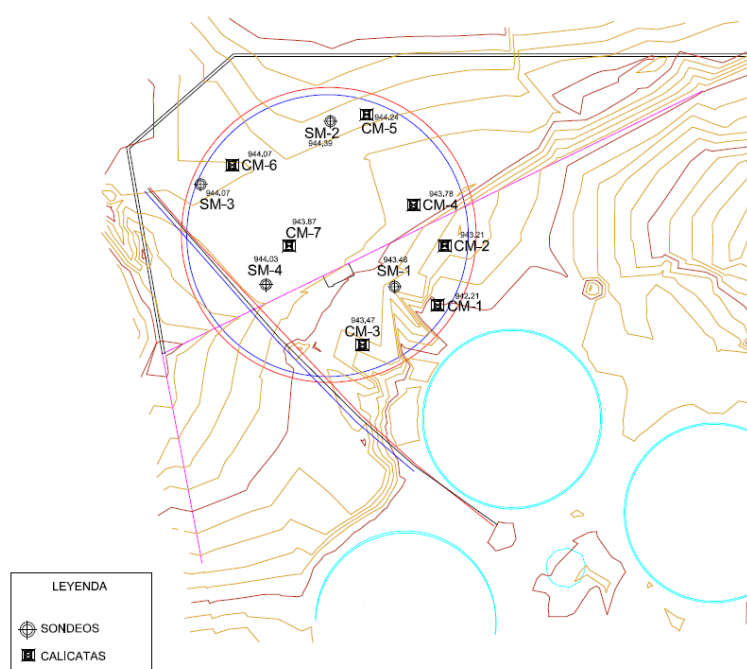 944.24
CM-5
SM-2
944.39
944.07
CM-6
944.07
SM-3
943.78
CM-4
943.87
CM-7
943.21
CM-2
944.03
SM-4
943.48
SM-1
942.21
CM-1
943.47
CM-3
LEYENDA
SONDEOS
CALICATAS